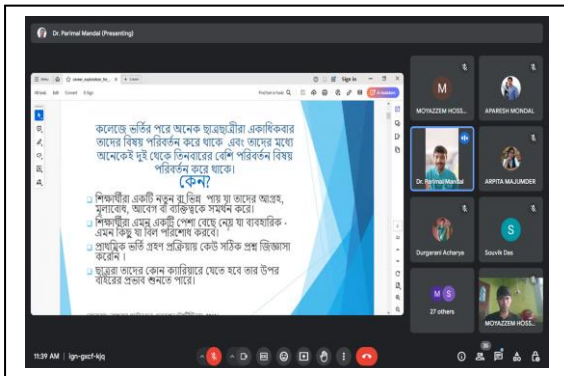 Dr. Parimal Mandal (Presenting)
Sign in
কলেজে ভর্তির পরে অনেক ছাত্রছাত্রীরা একাধিকবার
তাদের বিষয় পরিবর্তন করে থাকে এবং তাদের মধ্যে
অনেকেই দুই থেকে তিনবারের বেশি পরিবর্তন বিষয়
পরিবর্তন করে থাকে।
কেন?
শিক্ষার্থীরা একটি নতুন বা ভিন্ন পায় যা তাদের আগ্রহ,
মূল্যবোধ, আবেগ বা ব্যক্তিত্বকে সমর্থন করে।
শিক্ষার্থীরা এমন একটি পেশা বেছে নেয় যা ব্যবহারিক -
এমন কিছু যা বিল পরিশোধ করবে।
প্রাথমিক ভর্তি গ্রহণ প্রক্রিয়ায় কেউ সঠিক প্রশ্ন জিজ্ঞাসা
করেনি।
ছাত্ররা তাদের কোন ক্যারিয়ারে যেতে হবে তার উপর
বাইরের প্রভাব শুনতে পারে।
M
MOYAZZEM HOSS...
APARESH MONDAL
Dr. Parimal Mandal
ARPITA MAJUMDER
Durgarani Acharya
S
Souvik Das
M S
27 others
MOYAZZEM HOSS...
11:39 AM | ign-gxcf-kjq